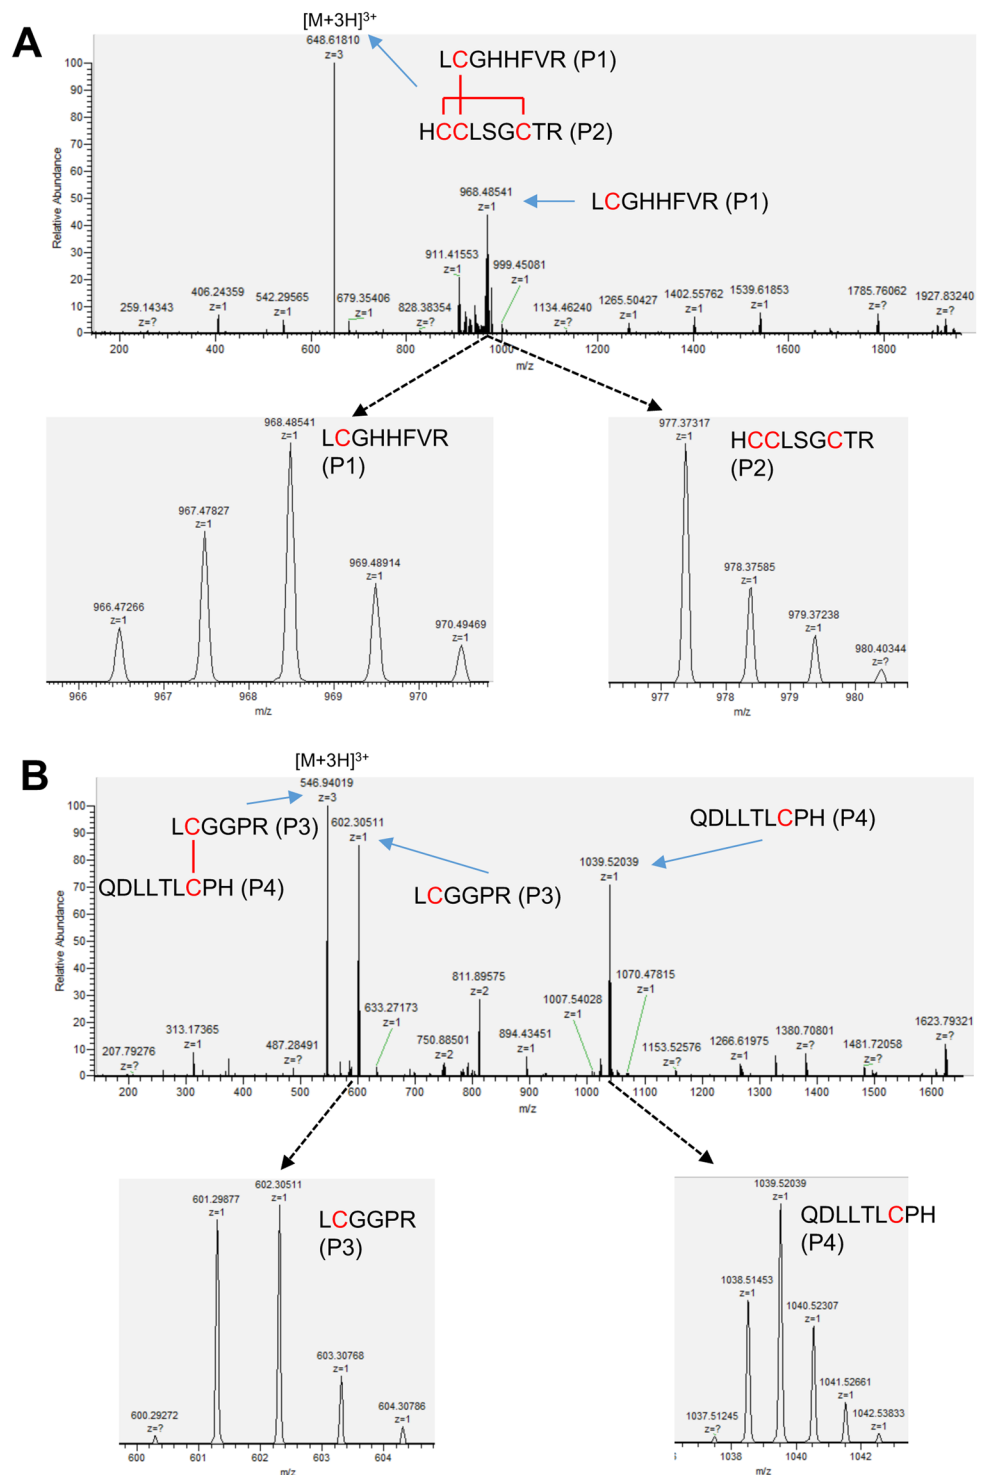 A
[M+3H]3+
648.61810
z=3
LCGHHFVR (P1)
HCCLSGCTR (P2)
968.48541
z=1
LCGHHFVR (P1)
911.41553
z=1
999.45081
z=1
259.14343
z=?
406.24359
z=1
542.29565
z=1
679.35406
z=1
828.38354
z=?
1134.46240
z=?
1265.50427
z=1
1402.55762
z=1
1539.61853
z=1
1785.76062
z=?
1927.83240
z=?
Relative Abundance
100
90
80
70
60
50
40
30
20
10
0
200 400 600 800 1000 1200 1400 1600 1800
m/z
968.48541
z=1
LCGHHFVR
(P1)
967.47827
z=1
969.48914
z=1
966.47266
z=1
970.49469
z=1
966 967 968 969 970
m/z
977.37317
z=1
HCCLSGCTR
(P2)
978.37585
z=1
979.37238
z=1
980.40344
z=?
977 978 979 980
m/z
B
[M+3H]3+
546.94019
z=3
LCGGPR (P3)
QDLLTLCPH (P4)
602.30511
z=1
LCGGPR (P3)
QDLLTLCPH (P4)
1039.52039
z=1
811.89575
z=2
1070.47815
z=1
1007.54028
z=1
633.27173
z=1
313.17365
z=1
207.79276
z=?
487.28491
z=?
750.88501
z=2
894.43451
z=1
1153.52576
z=?
1266.61975
z=1
1380.70801
z=?
1481.72058
z=?
1623.79321
z=1
Relative Abundance
100
90
80
70
60
50
40
30
20
10
0
200 300 400 500 600 700 800 900 1000 1100 1200 1300 1400 1500 1600
m/z
602.30511
z=1
601.29877
z=1
LCGGPR
(P3)
603.30768
z=1
600.29272
z=?
604.30786
z=1
600 601 602 603 604
m/z
1039.52039
z=1
QDLLTLCPH
(P4)
1038.51453
z=1
1040.52307
z=1
1041.52661
z=1
1037.51245
z=?
1042.53833
z=1
1038 1040 1042
m/z